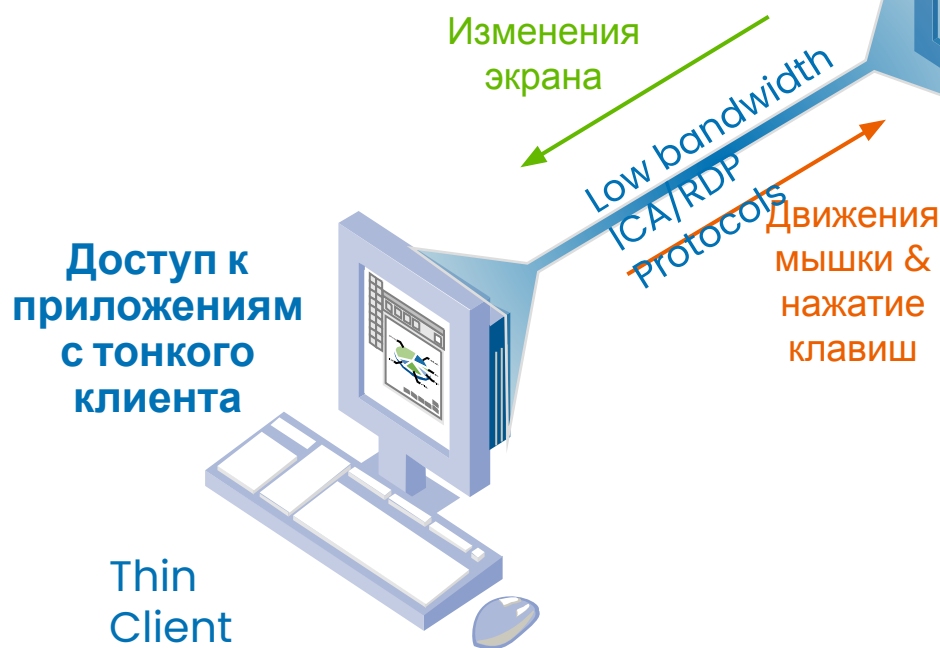 Изменения
экрана
Low bandwidth
ICA/RDP
Protocols
Движения
мышки &
нажатие
клавиш
Доступ к
приложениям
с тонкого
клиента
Thin
Client